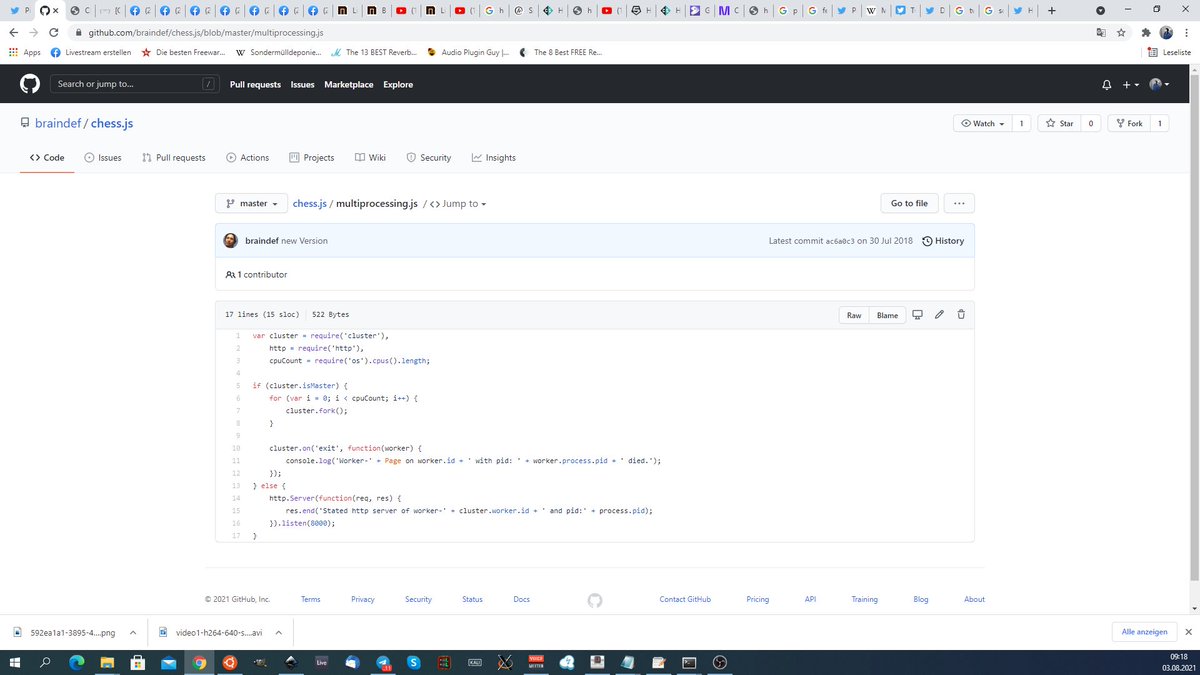 github.com/braindef/chess.js/blob/master/multiprocessing.js
Apps Livestream erstellen Die besten Freewar... Sondermülldeponie... The 13 BEST Reverb... Audio Plugin Guy |... The 8 Best FREE Re... Leseliste
Search or jump to... / Pull requests Issues Marketplace Explore
braindef / chess.js Watch 1 Star 0 Fork 1
Code Issues Pull requests Actions Projects Wiki Security Insights
master chess.js / multiprocessing.js / <> Jump to Go to file ...
braindef new Version Latest commit ac6a0c3 on 30 Jul 2018 History
1 contributor
17 lines (15 sloc) 522 Bytes Raw Blame
1 var cluster = require('cluster'),
2 http = require('http'),
3 cpuCount = require('os').cpus().length;
4
5 if (cluster.isMaster) {
6 for (var i = 0; i < cpuCount; i++) {
7 cluster.fork();
8 }
9
10 cluster.on('exit', function(worker) {
11 console.log('Worker-' + Page on worker.id + ' with pid: ' + worker.process.pid + ' died.');
12 });
13 } else {
14 http.Server(function(req, res) {
15 res.end('Stated http server of worker-' + cluster.worker.id + ' and pid:' + process.pid);
16 }).listen(8000);
17 }
© 2021 GitHub, Inc. Terms Privacy Security Status Docs Contact GitHub Pricing API Training Blog About
592ea1a1-3895-4....png video1-h264-640-s....avi Alle anzeigen
Live
09:18
03.08.2021